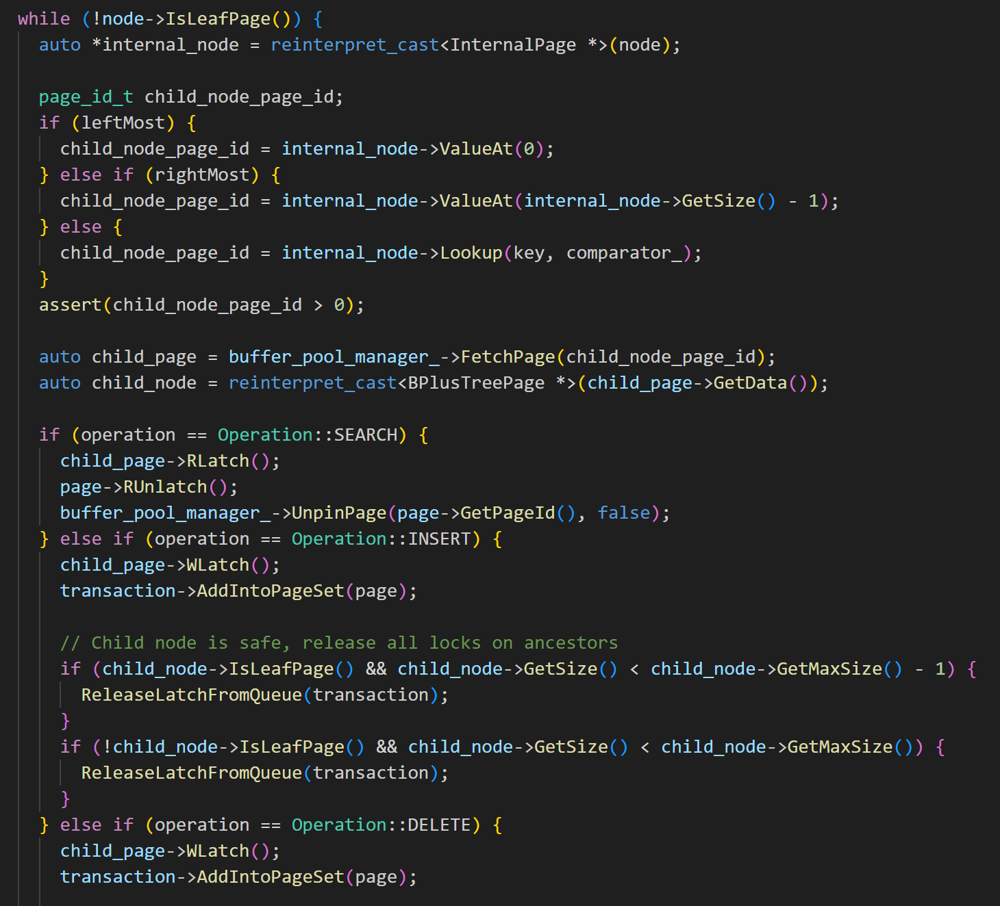 while (!node->IsLeafPage()) {
  auto *internal_node = reinterpret_cast<InternalPage *>(node);

  page_id_t child_node_page_id;
  if (leftMost) {
    child_node_page_id = internal_node->ValueAt(0);
  } else if (rightMost) {
    child_node_page_id = internal_node->ValueAt(internal_node->GetSize() - 1);
  } else {
    child_node_page_id = internal_node->Lookup(key, comparator_);
  }
  assert(child_node_page_id > 0);

  auto child_page = buffer_pool_manager_->FetchPage(child_node_page_id);
  auto child_node = reinterpret_cast<BPlusTreePage *>(child_page->GetData());

  if (operation == Operation::SEARCH) {
    child_page->RLatch();
    page->RUnlatch();
    buffer_pool_manager_->UnpinPage(page->GetPageId(), false);
  } else if (operation == Operation::INSERT) {
    child_page->WLatch();
    transaction->AddIntoPageSet(page);

    // Child node is safe, release all locks on ancestors
    if (child_node->IsLeafPage() && child_node->GetSize() < child_node->GetMaxSize() - 1) {
      ReleaseLatchFromQueue(transaction);
    }
    if (!child_node->IsLeafPage() && child_node->GetSize() < child_node->GetMaxSize()) {
      ReleaseLatchFromQueue(transaction);
    }
  } else if (operation == Operation::DELETE) {
    child_page->WLatch();
    transaction->AddIntoPageSet(page);